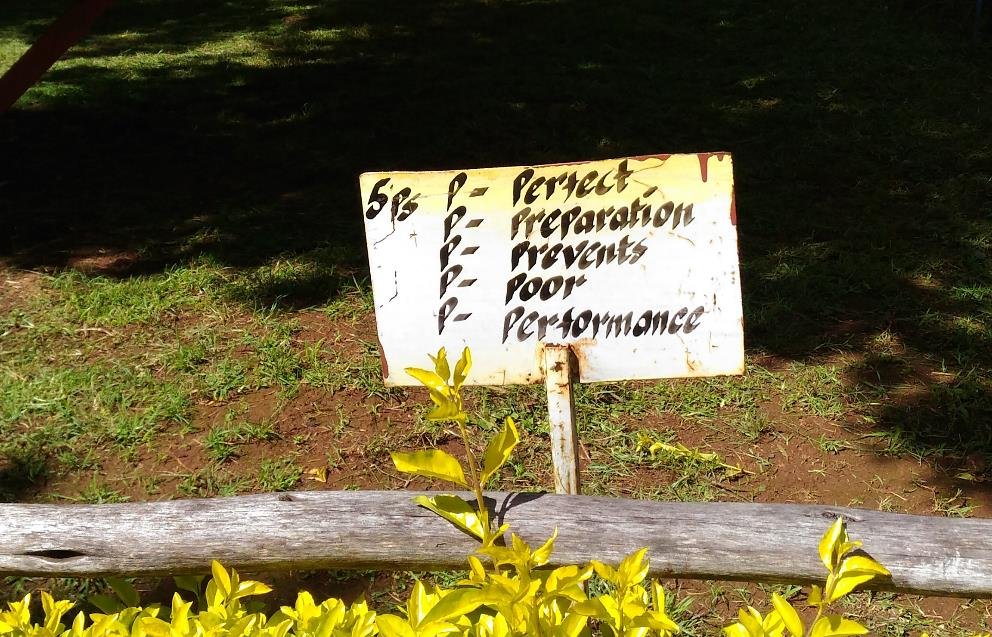 5Ps P- Perfect
P- Preparation
P- Prevents
P- Poor
P- Performance